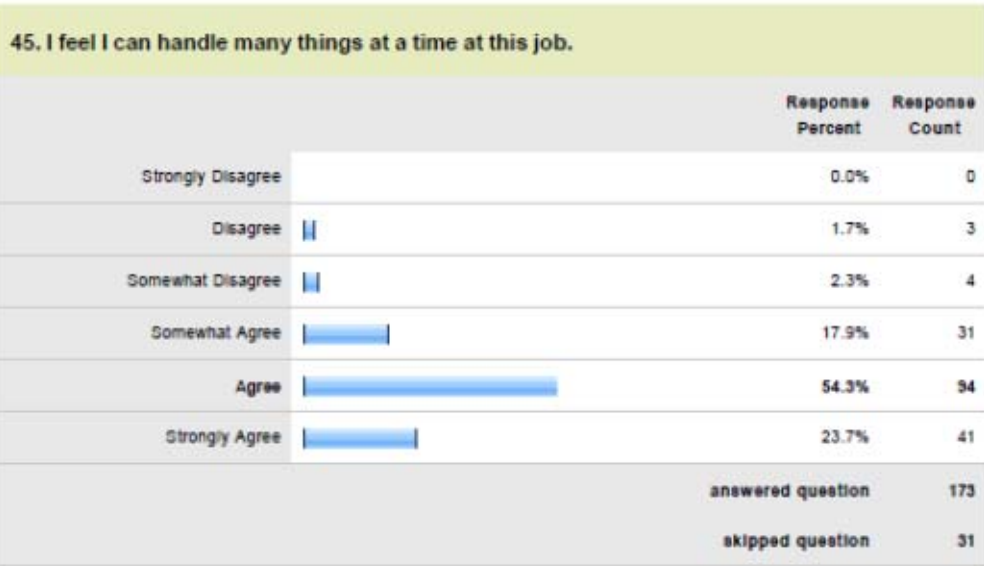 45. I feel I can handle many things at a time at this job.
Response Percent Response Count
Strongly Disagree 0.0% 0
Disagree 1.7% 3
Somewhat Disagree 2.3% 4
Somewhat Agree 17.9% 31
Agree 54.3% 94
Strongly Agree 23.7% 41
answered question 173
skipped question 31